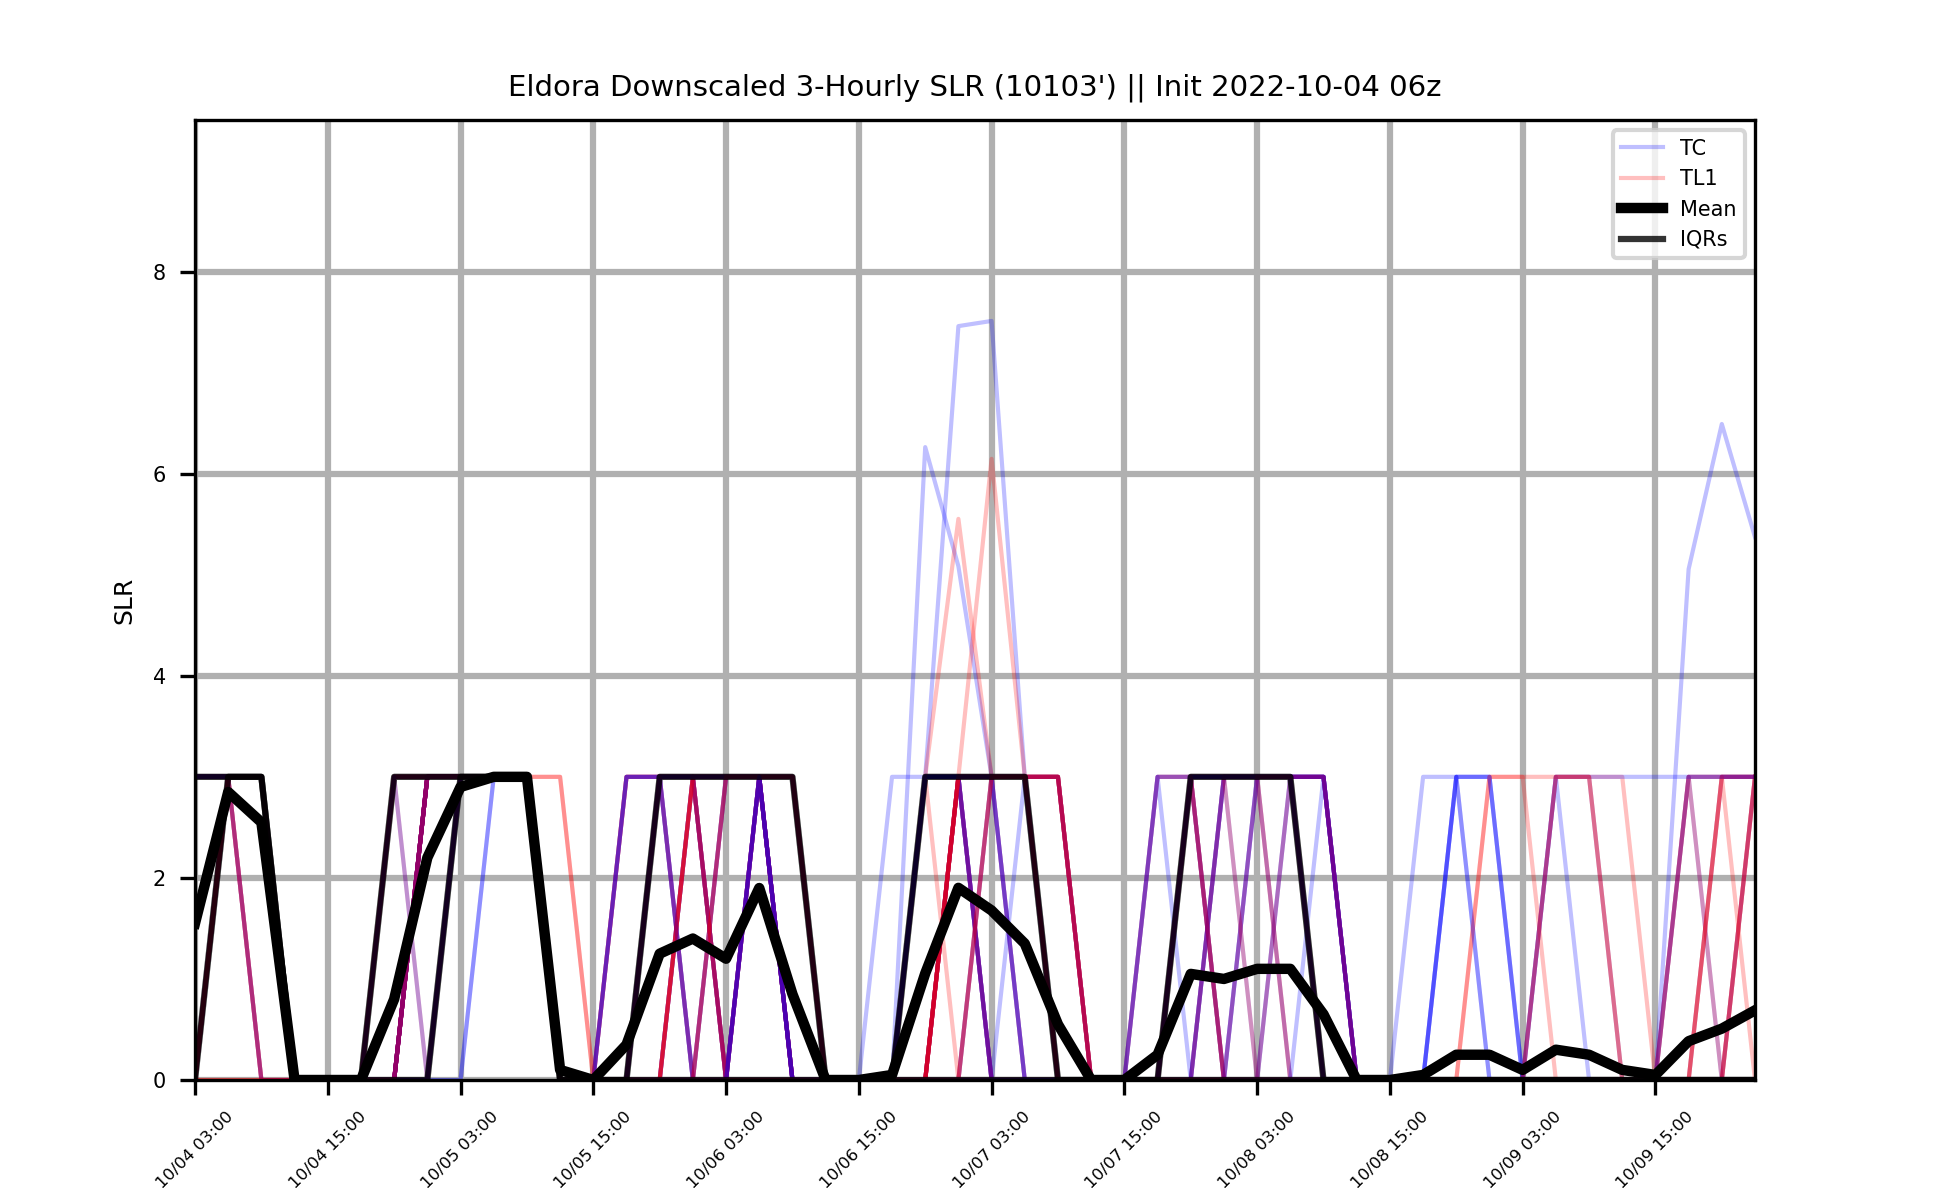 Eldora Downscaled 3-Hourly SLR (10103') || Init 2022-10-04 06z
TC
TL1
Mean
IQRs
SLR
8
6
4
2
0
10/04 03:00
10/04 15:00
10/05 03:00
10/05 15:00
10/06 03:00
10/06 15:00
10/07 03:00
10/07 15:00
10/08 03:00
10/08 15:00
10/09 03:00
10/09 15:00